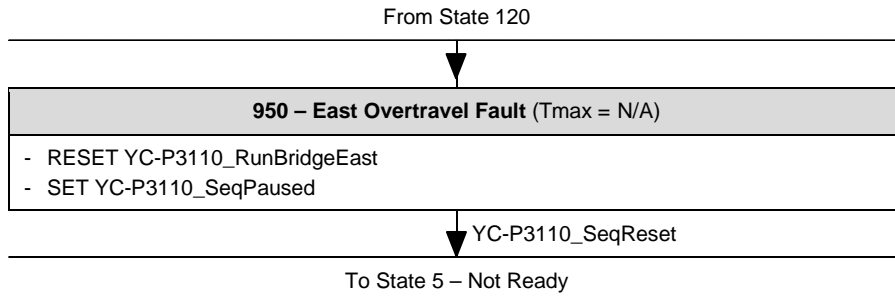 From State 120
950 – East Overtravel Fault (Tmax = N/A)
- RESET YC-P3110_RunBridgeEast
- SET YC-P3110_SeqPaused
YC-P3110_SeqReset
To State 5 – Not Ready